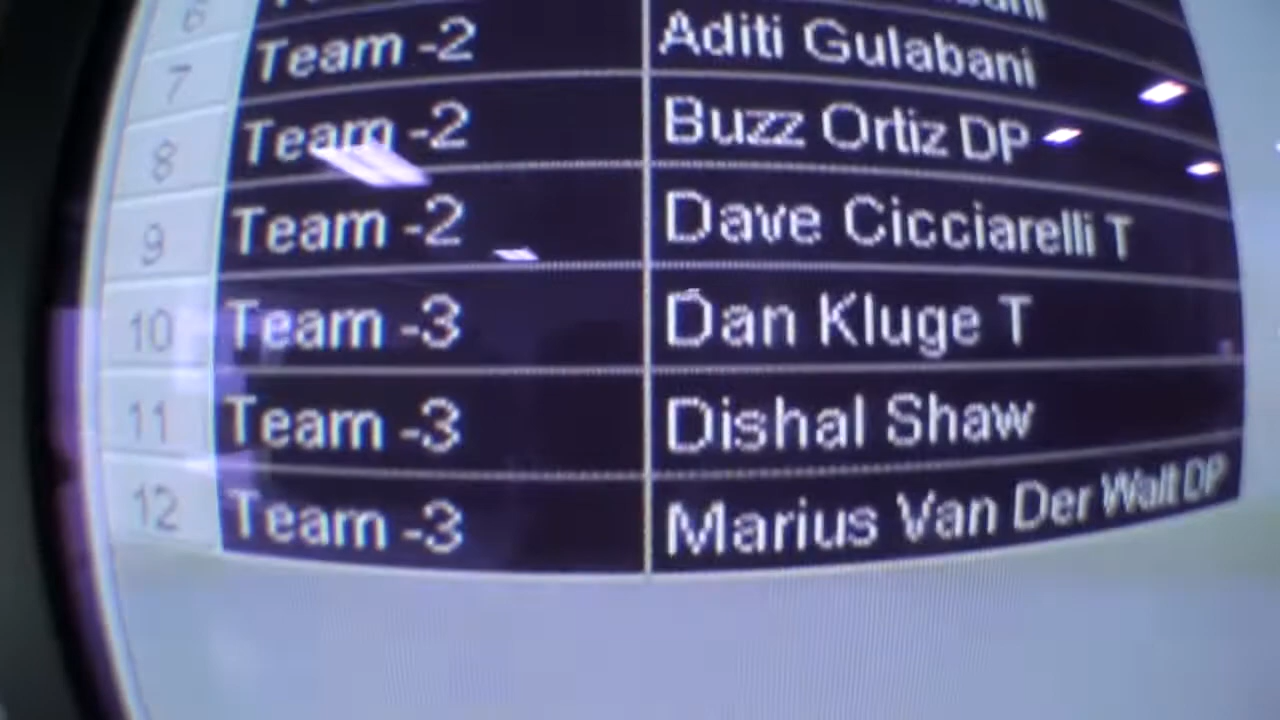 6
7 Team -2 Aditi Gulabani
8 Team -2 Buzz Ortiz DP
9 Team -2 Dave Cicciarelli T
10 Team -3 Dan Kluge T
11 Team -3 Dishal Shaw
12 Team -3 Marius Van Der Walt DP